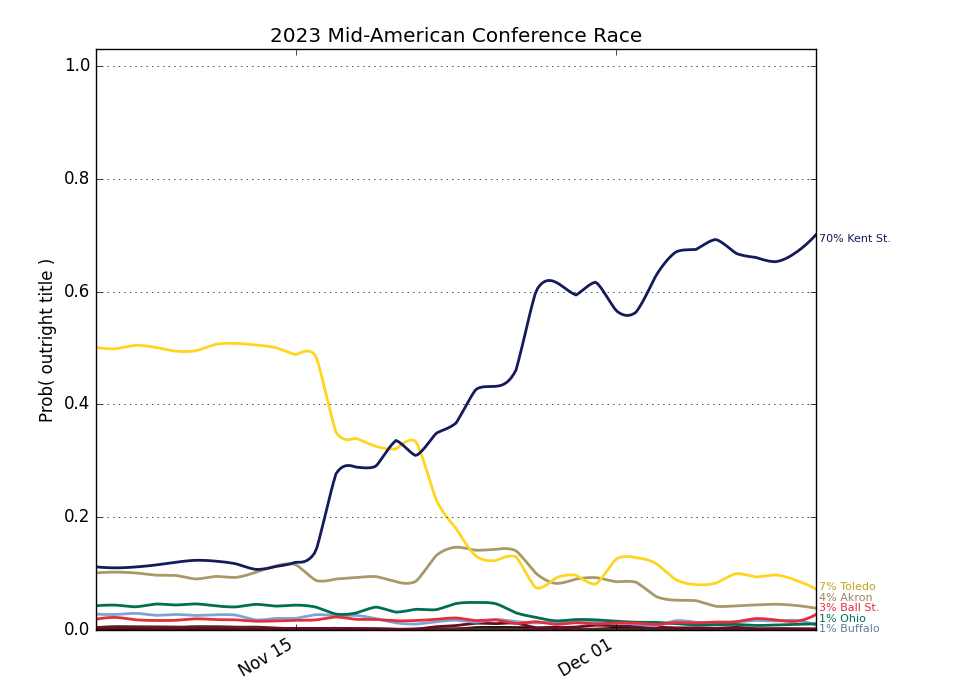 2023 Mid-American Conference Race
Prob( outright title )
1.0
0.8
0.6
0.4
0.2
0.0
Nov 15
Dec 01
70% Kent St.
7% Toledo
4% Akron
3% Ball St.
1% Ohio
1% Buffalo